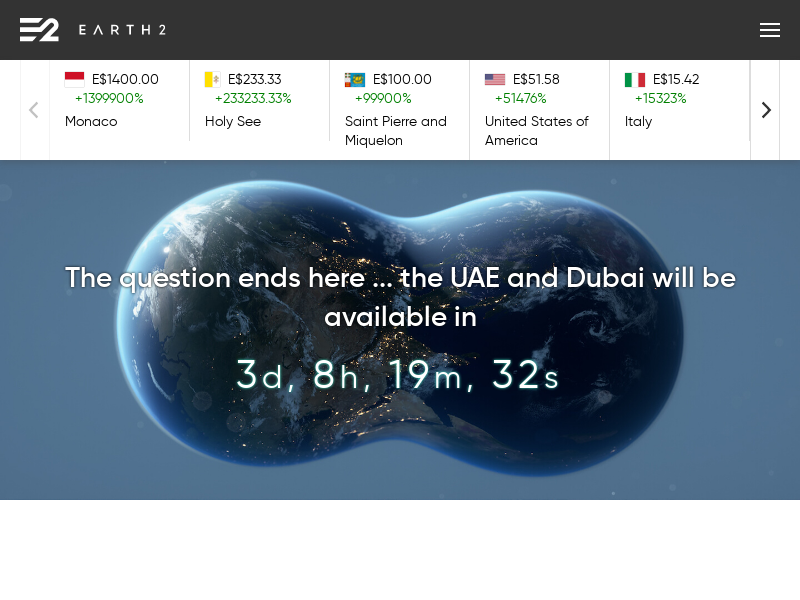 EARTH 2
E$1400.00
+1399900%
Monaco
E$233.33
+233233.33%
Holy See
E$100.00
+99900%
Saint Pierre and
Miquelon
E$51.58
+51476%
United States of
America
E$15.42
+15323%
Italy
The question ends here ... the UAE and Dubai will be
available in
3d, 8h, 19m, 32s